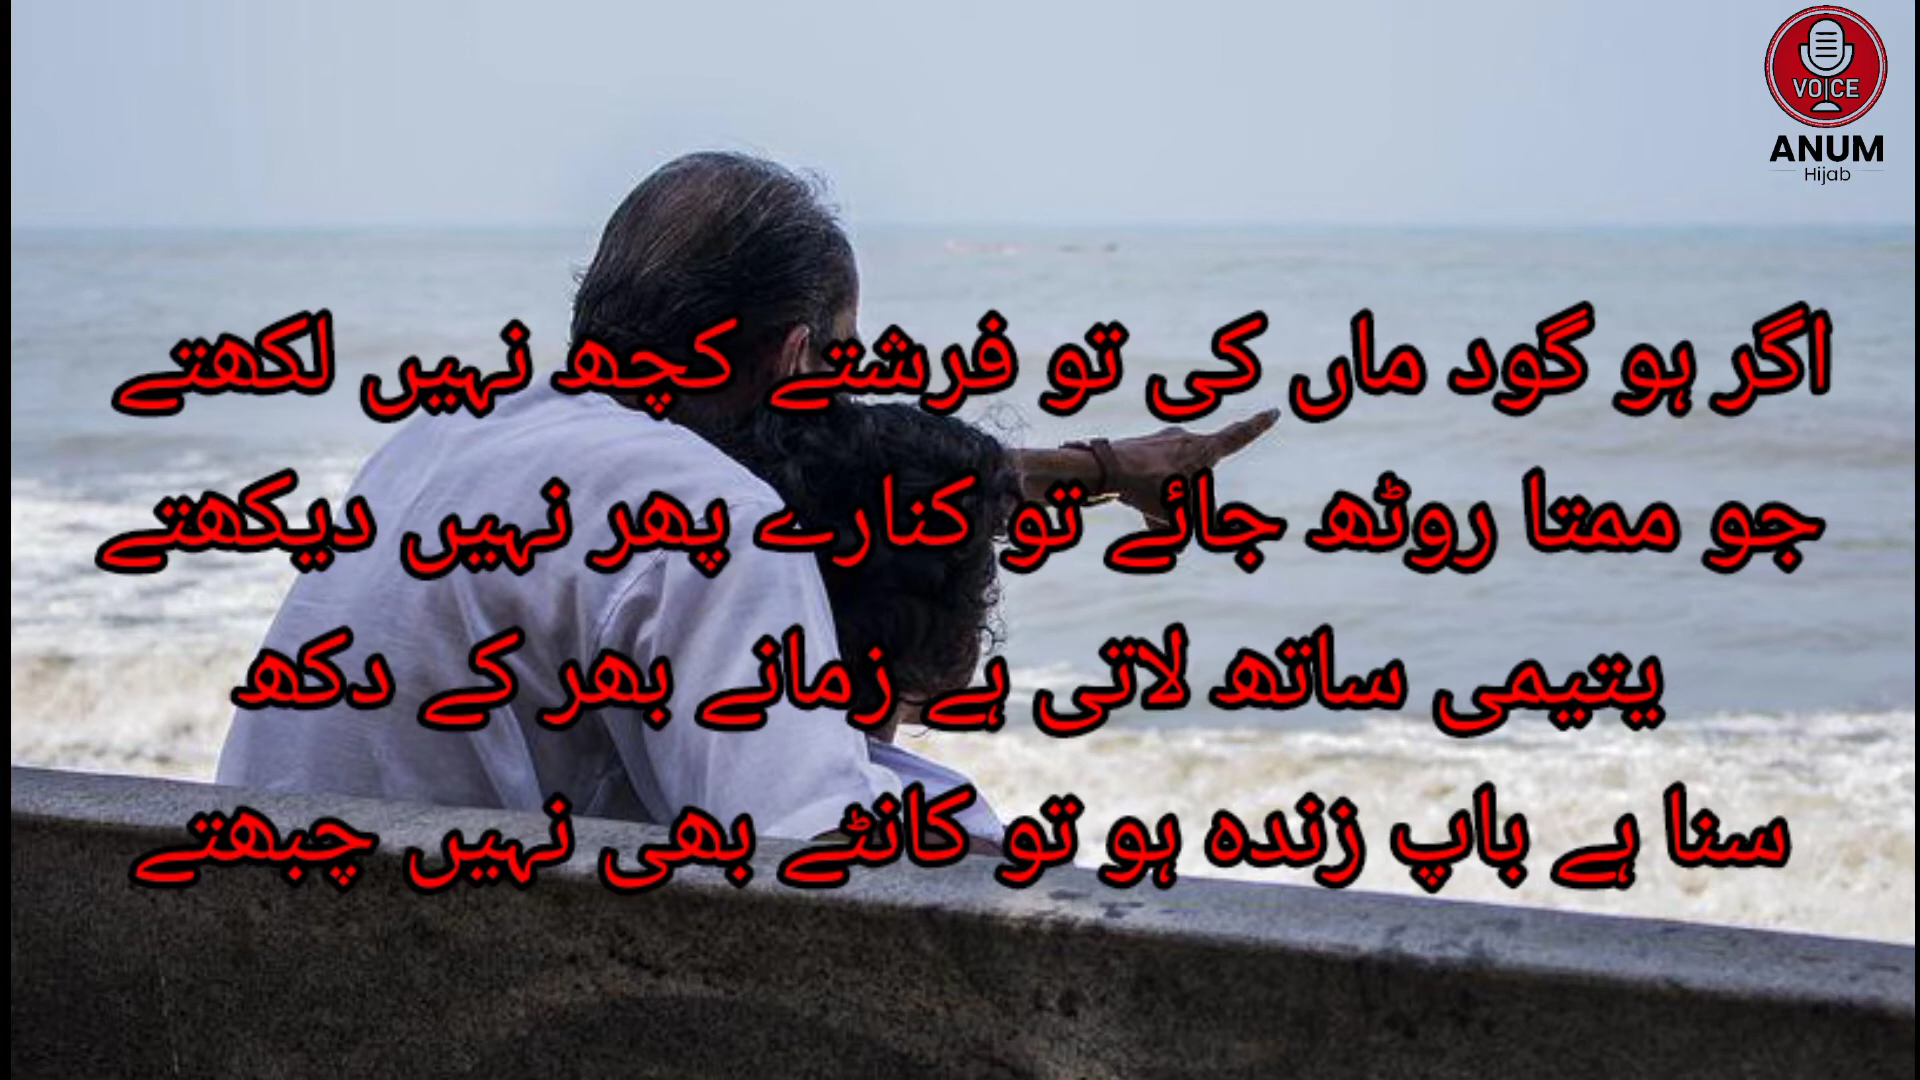 VOICE
ANUM
Hijab
اگر ہو گود ماں کی تو فرشتے کچھ نہیں لکھتے
جو ممتا روٹھ جائے تو کنارے پھر نہیں دیکھتے
یتیمی ساتھ لاتی ہے زمانے بھر کے دکھ
سنا ہے باپ زندہ ہو تو کانٹے بھی نہیں چبھتے